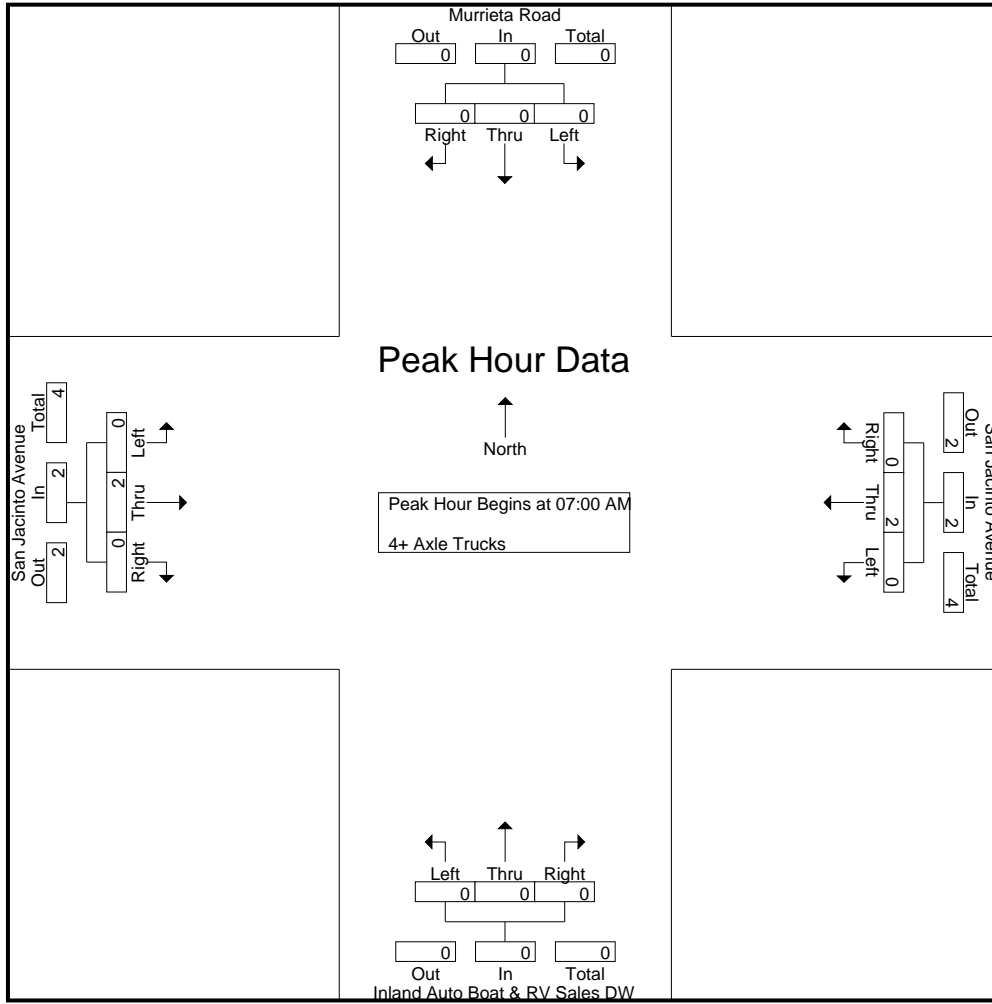 Murrieta Road
Out In Total
0 0 0
0 0 0
Right Thru Left
Peak Hour Data
North
Peak Hour Begins at 07:00 AM
4+ Axle Trucks
San Jacinto Avenue
Out In Total
2 2 4
0 2 0
Right Thru Left
San Jacinto Avenue
Out In Total
2 2 4
0 2 0
Right Thru Left
Left Thru Right
0 0 0
0 0 0
Out In Total
Inland Auto Boat & RV Sales DW